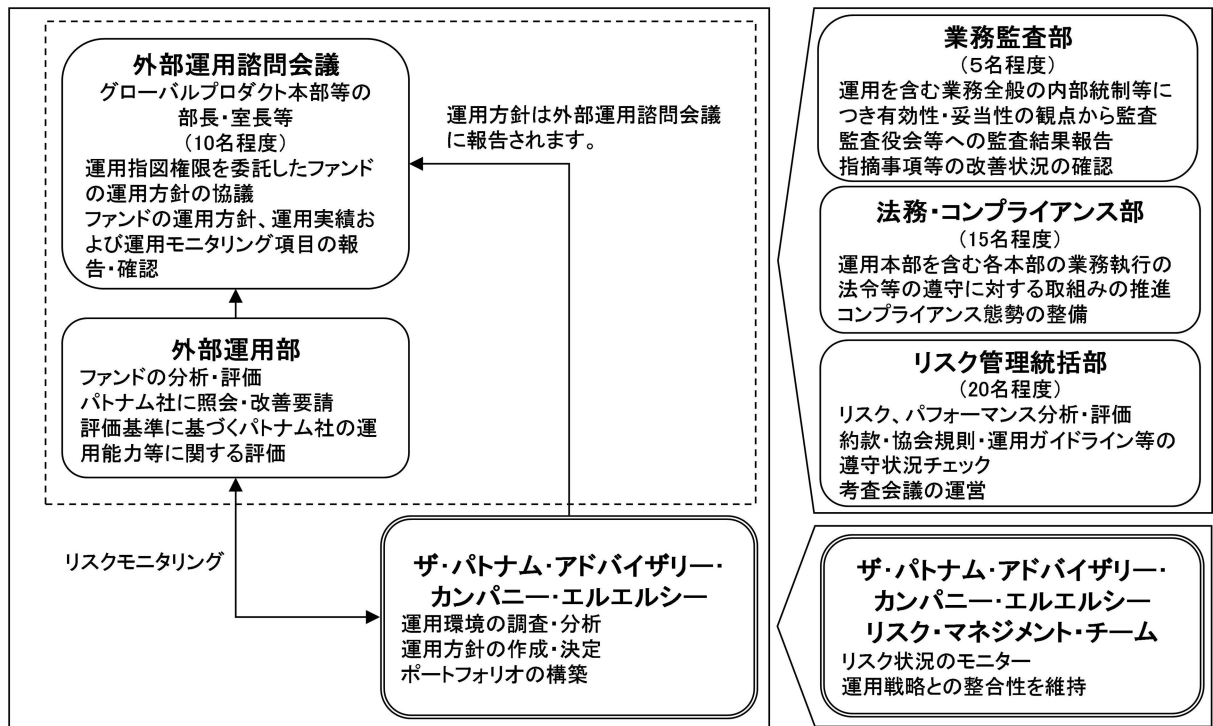 外部運用諮問会議
グローバルプロダクト本部等の
部長・室長等
(10名程度)
運用指図権限を委託したファンド
の運用方針の協議
ファンドの運用方針、運用実績お
よび運用モニタリング項目の報
告・確認
運用方針は外部運用諮問会議
に報告されます。
外部運用部
ファンドの分析・評価
パトナム社に照会・改善要請
評価基準に基づくパトナム社の運
用能力等に関する評価
リスクモニタリング
ザ・パトナム・アドバイザリー・
カンパニー・エルエルシー
運用環境の調査・分析
運用方針の作成・決定
ポートフォリオの構築
業務監査部
(5名程度)
運用を含む業務全般の内部統制等に
つき有効性・妥当性の観点から監査
監査役会等への監査結果報告
指摘事項等の改善状況の確認
法務・コンプライアンス部
(15名程度)
運用本部を含む各本部の業務執行の
法令等の遵守に対する取組みの推進
コンプライアンス態勢の整備
リスク管理統括部
(20名程度)
リスク、パフォーマンス分析・評価
約款・協会規則・運用ガイドライン等の
遵守状況チェック
考査会議の運営
ザ・パトナム・アドバイザリー・
カンパニー・エルエルシー
リスク・マネジメント・チーム
リスク状況のモニター
運用戦略との整合性を維持